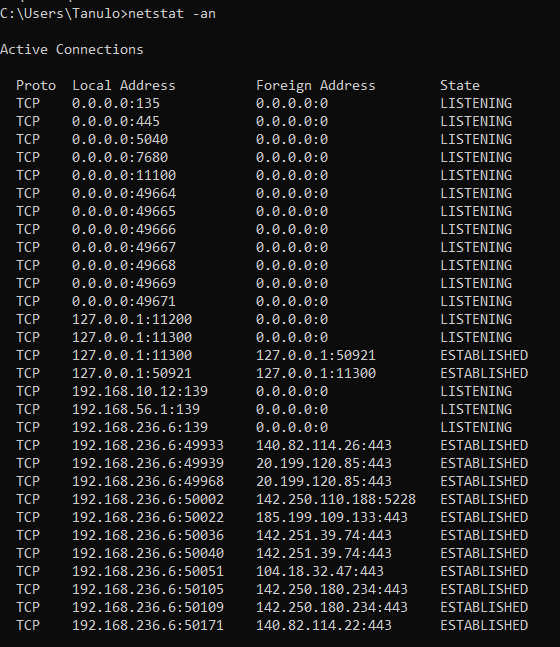 C:\Users\Tanulo>netstat -an
Active Connections
Proto Local Address Foreign Address State
TCP 0.0.0.0:135 0.0.0.0:0 LISTENING
TCP 0.0.0.0:445 0.0.0.0:0 LISTENING
TCP 0.0.0.0:5040 0.0.0.0:0 LISTENING
TCP 0.0.0.0:7680 0.0.0.0:0 LISTENING
TCP 0.0.0.0:11100 0.0.0.0:0 LISTENING
TCP 0.0.0.0:49664 0.0.0.0:0 LISTENING
TCP 0.0.0.0:49665 0.0.0.0:0 LISTENING
TCP 0.0.0.0:49666 0.0.0.0:0 LISTENING
TCP 0.0.0.0:49667 0.0.0.0:0 LISTENING
TCP 0.0.0.0:49668 0.0.0.0:0 LISTENING
TCP 0.0.0.0:49669 0.0.0.0:0 LISTENING
TCP 0.0.0.0:49671 0.0.0.0:0 LISTENING
TCP 127.0.0.1:11200 0.0.0.0:0 LISTENING
TCP 127.0.0.1:11300 0.0.0.0:0 LISTENING
TCP 127.0.0.1:11300 127.0.0.1:50921 ESTABLISHED
TCP 127.0.0.1:50921 127.0.0.1:11300 ESTABLISHED
TCP 192.168.10.12:139 0.0.0.0:0 LISTENING
TCP 192.168.56.1:139 0.0.0.0:0 LISTENING
TCP 192.168.236.6:139 0.0.0.0:0 LISTENING
TCP 192.168.236.6:49933 140.82.114.26:443 ESTABLISHED
TCP 192.168.236.6:49939 20.199.120.85:443 ESTABLISHED
TCP 192.168.236.6:49968 20.199.120.85:443 ESTABLISHED
TCP 192.168.236.6:50002 142.250.110.188:5228 ESTABLISHED
TCP 192.168.236.6:50022 185.199.109.133:443 ESTABLISHED
TCP 192.168.236.6:50036 142.251.39.74:443 ESTABLISHED
TCP 192.168.236.6:50040 142.251.39.74:443 ESTABLISHED
TCP 192.168.236.6:50051 104.18.32.47:443 ESTABLISHED
TCP 192.168.236.6:50105 142.250.180.234:443 ESTABLISHED
TCP 192.168.236.6:50109 142.250.180.234:443 ESTABLISHED
TCP 192.168.236.6:50171 140.82.114.22:443 ESTABLISHED